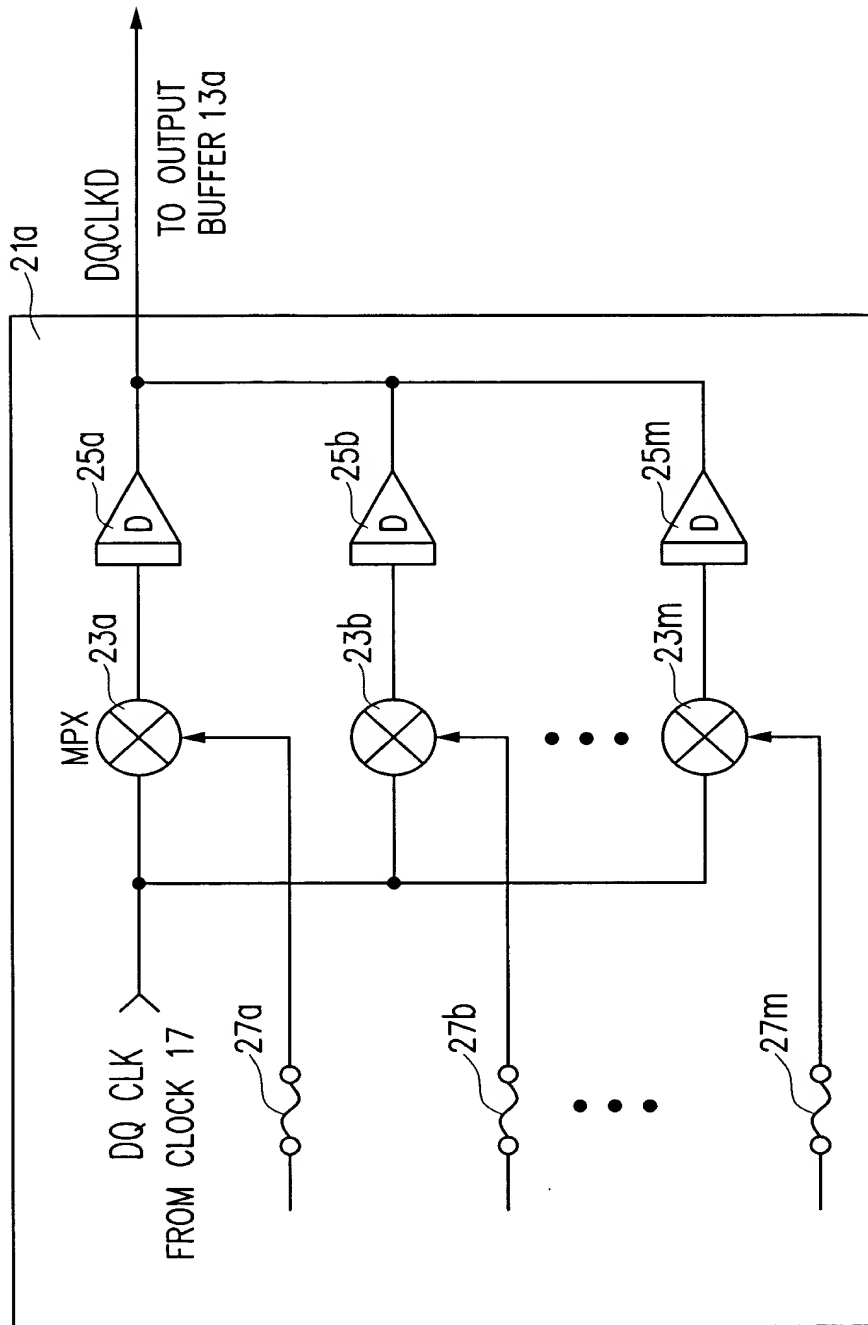 21a
DQCLKD
TO OUTPUT
BUFFER 13a
DQ CLK
FROM CLOCK 17
MPX
23a
25a
D
27a
23b
25b
D
27b
23m
25m
D
27m